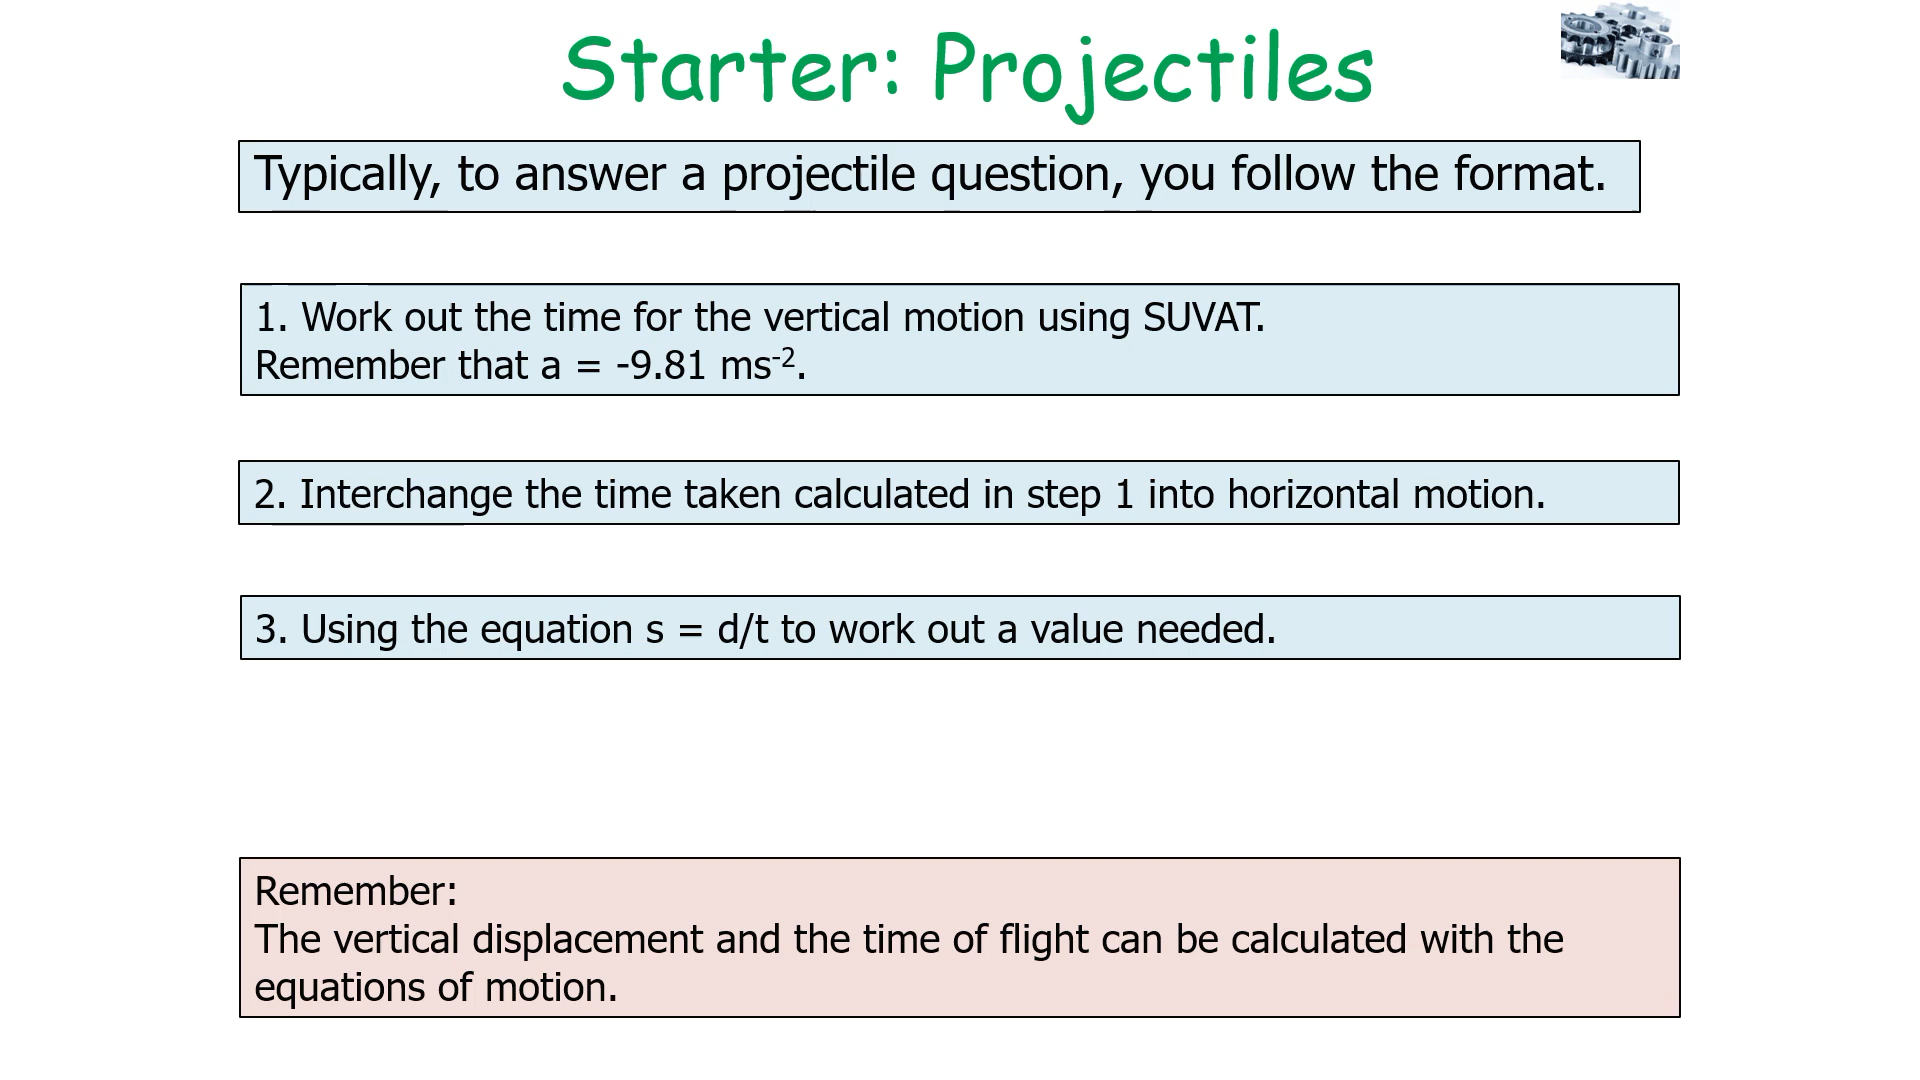 Starter: Projectiles
Typically, to answer a projectile question, you follow the format.
1. Work out the time for the vertical motion using SUVAT.
Remember that a = -9.81 ms⁻².
2. Interchange the time taken calculated in step 1 into horizontal motion.
3. Using the equation s = d/t to work out a value needed.
Remember:
The vertical displacement and the time of flight can be calculated with the
equations of motion.